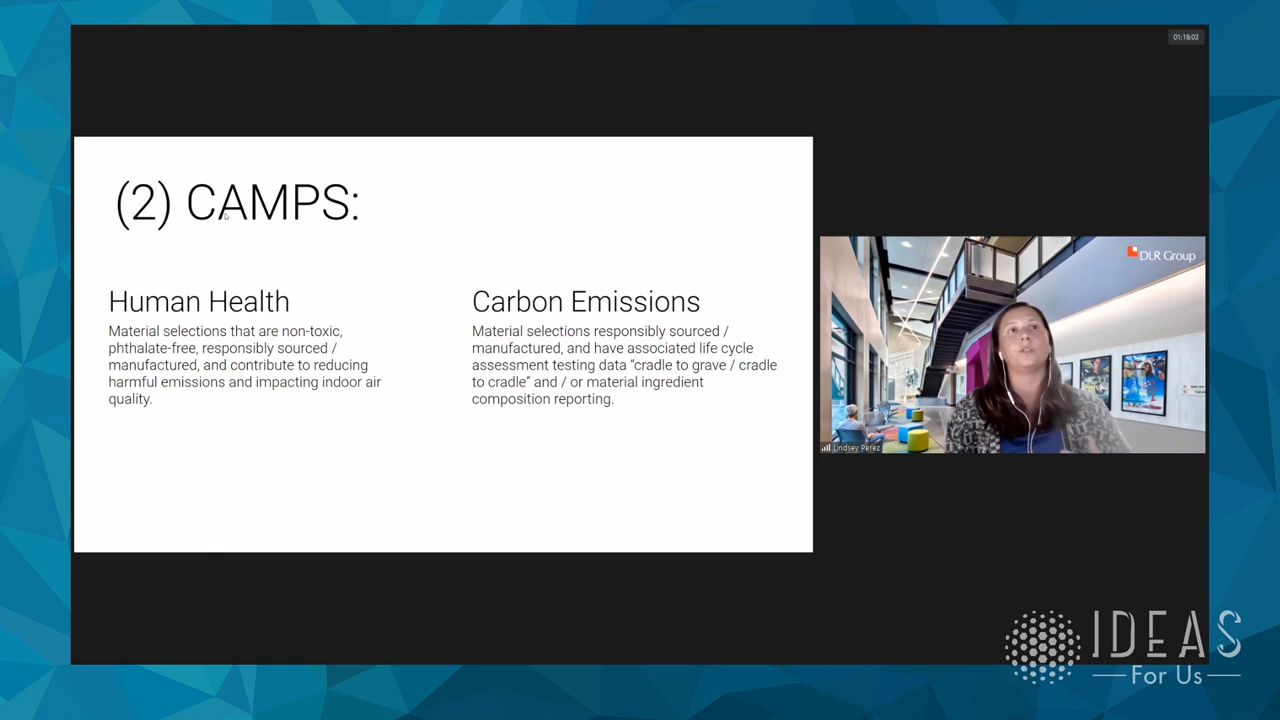 01:18:03
(2) CAMPS:
Human Health
Material selections that are non-toxic,
phthalate-free, responsibly sourced /
manufactured, and contribute to reducing
harmful emissions and impacting indoor air
quality.
Carbon Emissions
Material selections responsibly sourced /
manufactured, and have associated life cycle
assessment testing data “cradle to grave / cradle
to cradle” and / or material ingredient
composition reporting.
DLR Group
Lindsey Perez
IDEAS
For Us